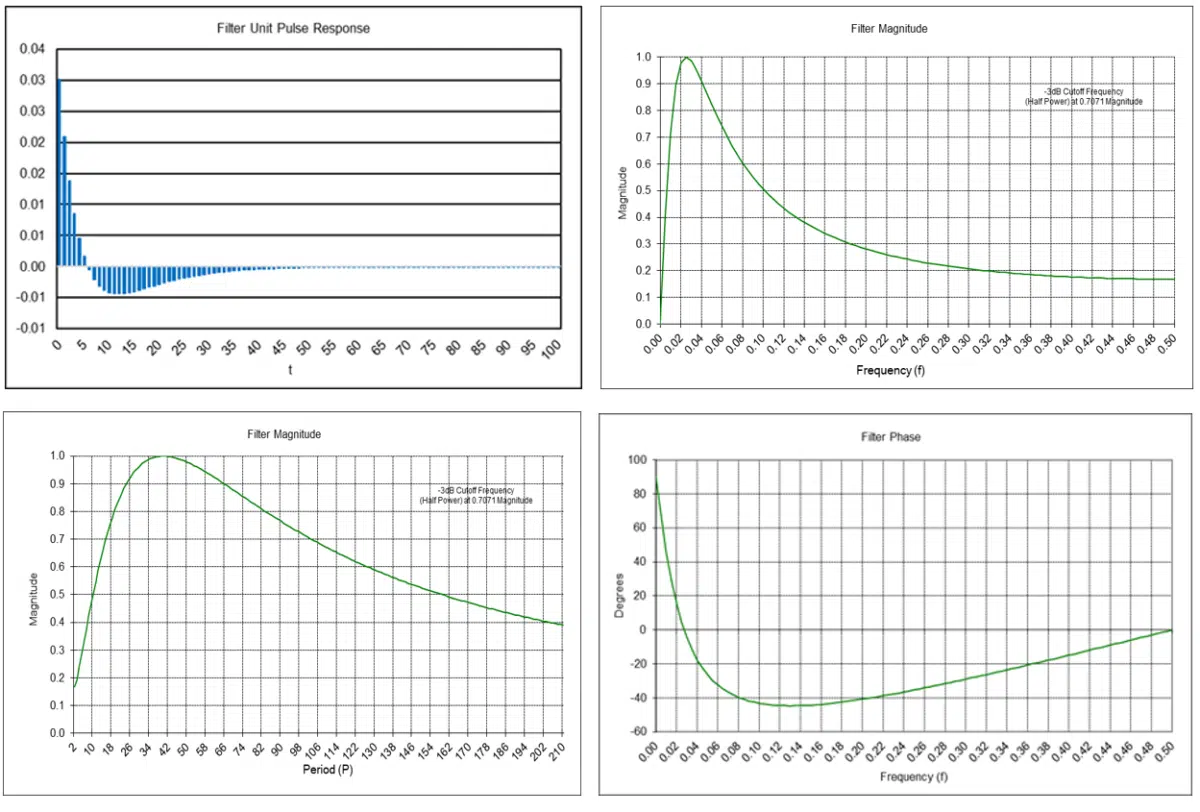 Filter Unit Pulse Response
0.04
0.03
0.03
0.02
0.02
0.01
0.01
0.00
-0.01
-0.01
0 5 10 15 20 25 30 35 40 45 50 55 60 65 70 75 80 85 90 95 100
t
Filter Magnitude
1.0
-3dB Cutoff Frequency
(Half Power) at 0.7071 Magnitude
0.9
0.8
0.7
0.6
0.5
0.4
0.3
0.2
0.1
0.0
Magnitude
0.00 0.02 0.04 0.06 0.08 0.10 0.12 0.14 0.16 0.18 0.20 0.22 0.24 0.26 0.28 0.30 0.32 0.34 0.36 0.38 0.40 0.42 0.44 0.46 0.48 0.50
Frequency (f)
Filter Magnitude
1.0
-3dB Cutoff Frequency
(Half Power) at 0.7071 Magnitude
0.9
0.8
0.7
0.6
0.5
0.4
0.3
0.2
0.1
0.0
Magnitude
2 10 18 26 34 42 50 58 66 74 82 90 98 106 114 122 130 138 146 154 162 170 178 186 194 202 210
Period (P)
Filter Phase
100
80
60
40
20
0
-20
-40
-60
Degrees
0.00 0.02 0.04 0.06 0.08 0.10 0.12 0.14 0.16 0.18 0.20 0.22 0.24 0.26 0.28 0.30 0.32 0.34 0.36 0.38 0.40 0.42 0.44 0.46 0.48 0.50
Frequency (f)